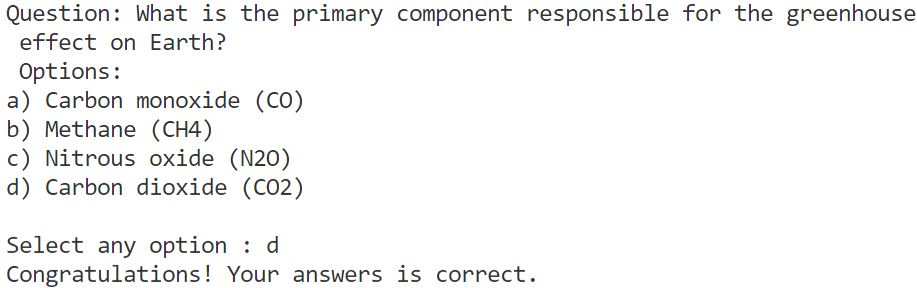 Question: What is the primary component responsible for the greenhouse
effect on Earth?
Options:
a) Carbon monoxide (CO)
b) Methane (CH4)
c) Nitrous oxide (N2O)
d) Carbon dioxide (CO2)
Select any option : d
Congratulations! Your answers is correct.